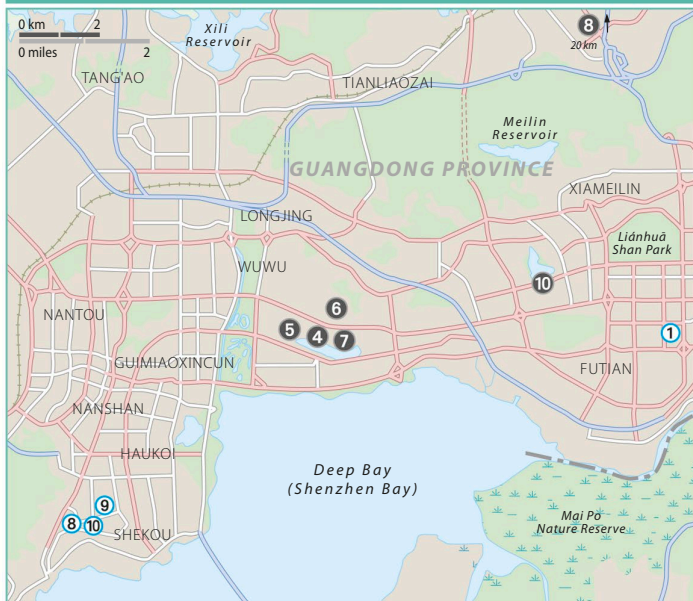 0 km 2
0 miles 2
Xili
Reservoir
8
20 km
TANG'AO
TIANLIAOZAI
Meilin
Reservoir
GUANGDONG PROVINCE
XIAMEILIN
LONGJING
Liánhuā
Shan Park
WUWU
10
6
NANTOU
5 4 7
1
GUIMIAOXINCUN
FUTIAN
NANSHAN
HAUKOI
Deep Bay
(Shenzhen Bay)
9
8 10
SHEKOU
Mai Po
Nature Reserve